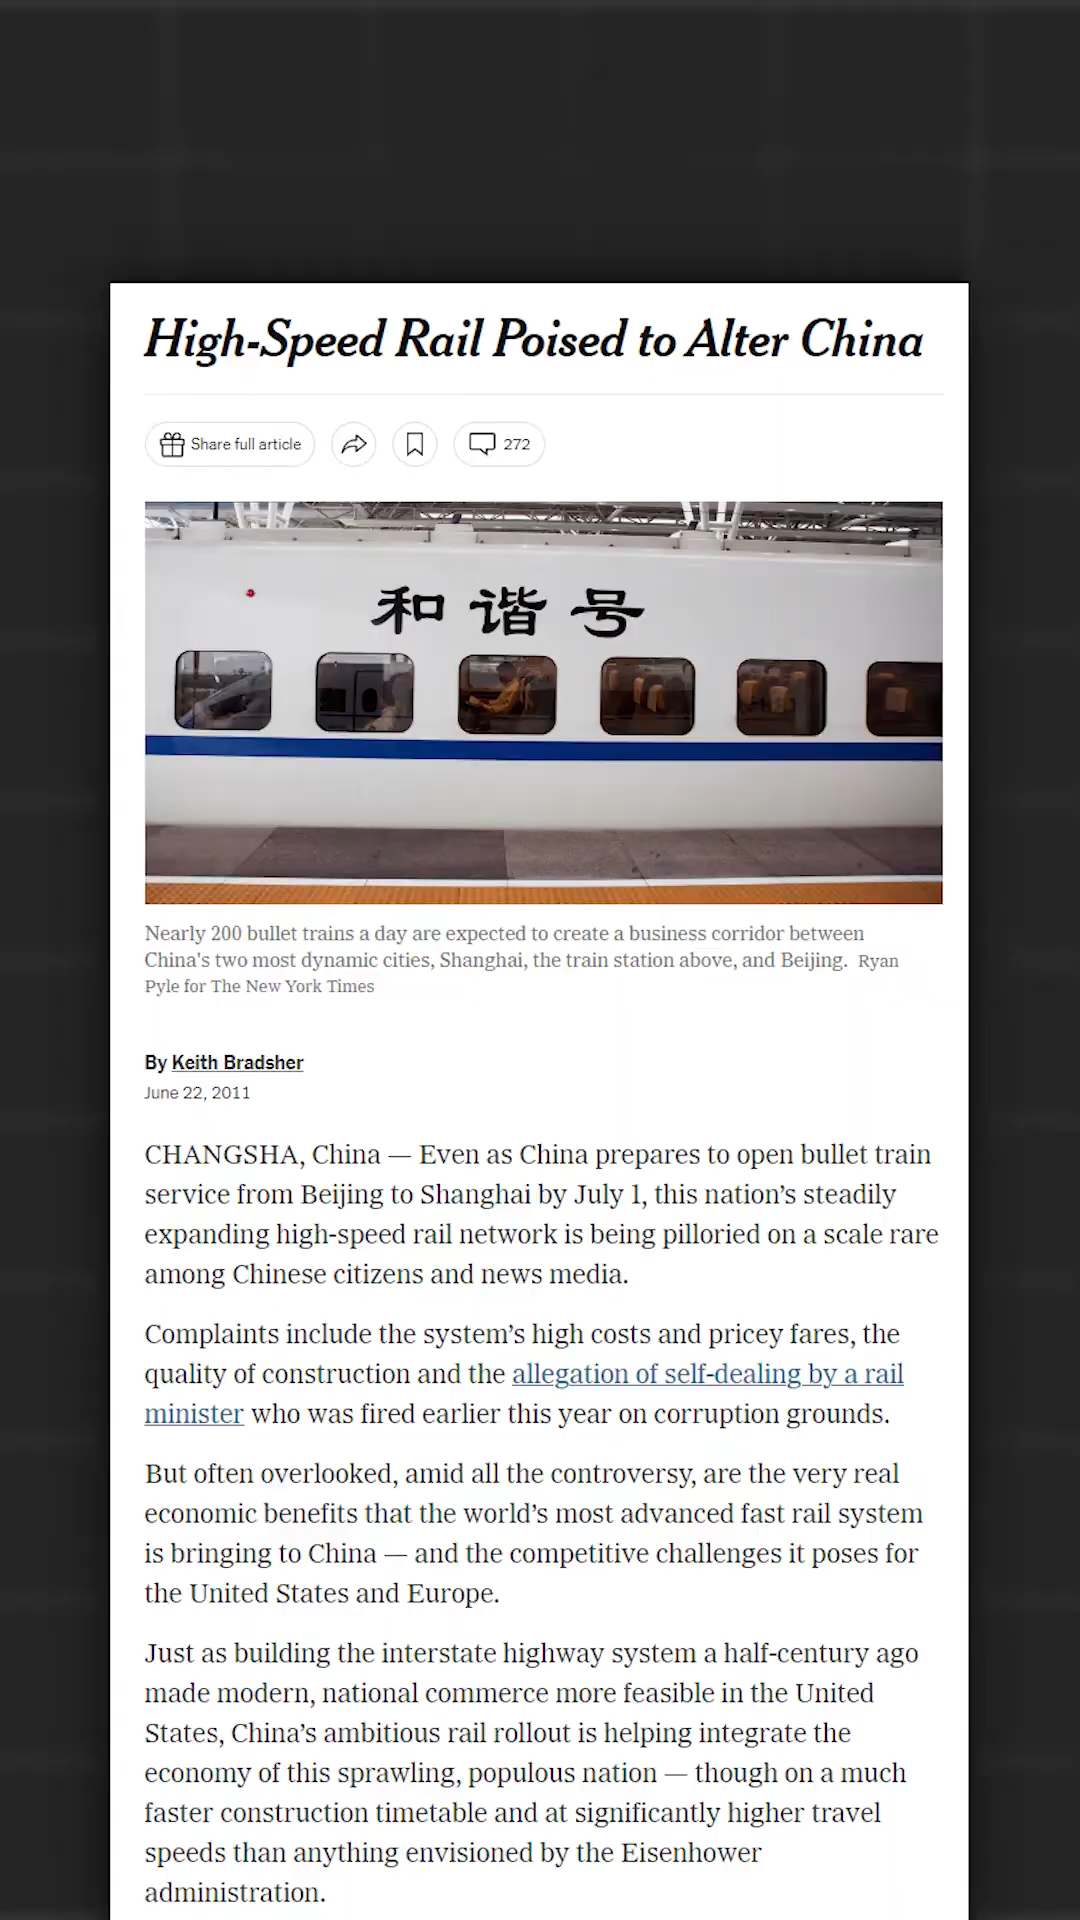 High-Speed Rail Poised to Alter China
Share full article
272
和谐号
Nearly 200 bullet trains a day are expected to create a business corridor between
China's two most dynamic cities, Shanghai, the train station above, and Beijing. Ryan
Pyle for The New York Times
By Keith Bradsher
June 22, 2011
CHANGSHA, China — Even as China prepares to open bullet train
service from Beijing to Shanghai by July 1, this nation’s steadily
expanding high-speed rail network is being pilloried on a scale rare
among Chinese citizens and news media.
Complaints include the system’s high costs and pricey fares, the
quality of construction and the allegation of self-dealing by a rail
minister who was fired earlier this year on corruption grounds.
But often overlooked, amid all the controversy, are the very real
economic benefits that the world’s most advanced fast rail system
is bringing to China — and the competitive challenges it poses for
the United States and Europe.
Just as building the interstate highway system a half-century ago
made modern, national commerce more feasible in the United
States, China’s ambitious rail rollout is helping integrate the
economy of this sprawling, populous nation — though on a much
faster construction timetable and at significantly higher travel
speeds than anything envisioned by the Eisenhower
administration.